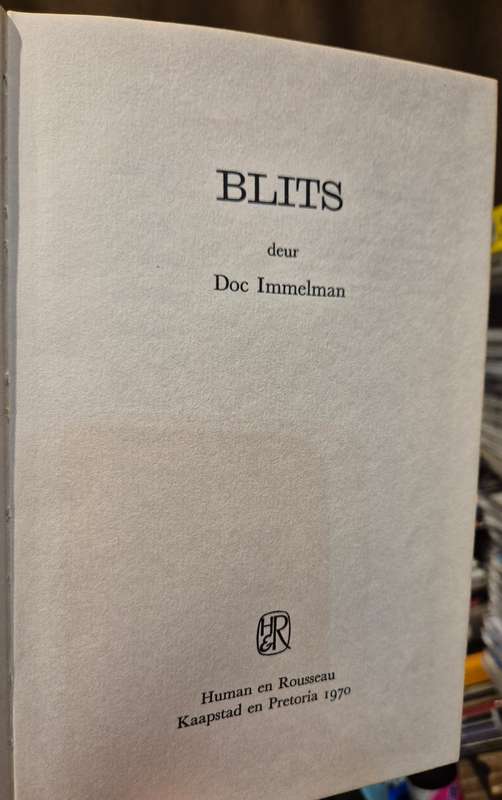 BLITS
deur
Doc Immelman
H&R
Human en Rousseau
Kaapstad en Pretoria 1970